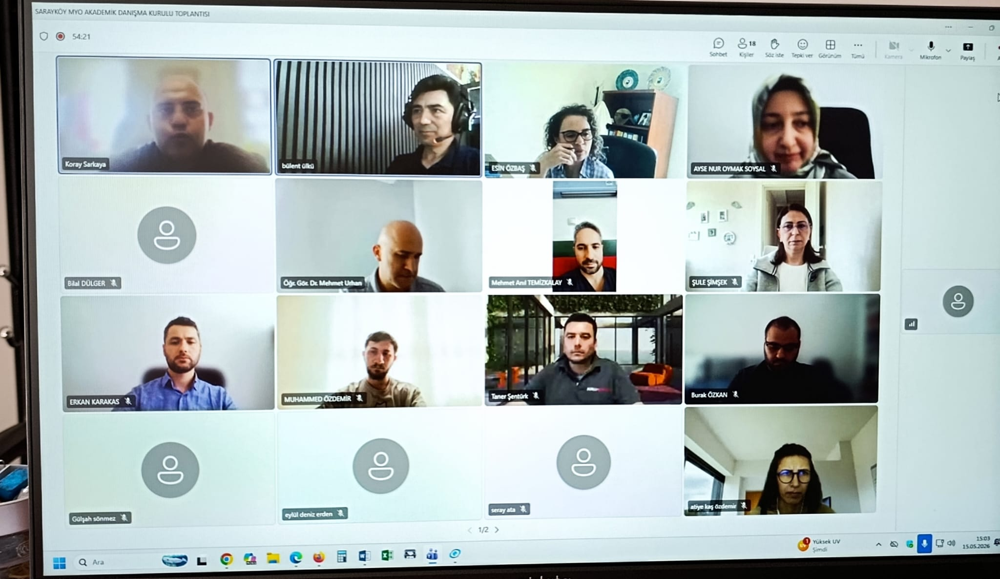 SARAYKÖY MYO AKADEMİK DANIŞMA KURULU TOPLANTISI
54:21
Sohbet
18
Kişiler
Söz iste
Tepki ver
Görünüm
Tümü
Kamera
Mikrofon
Paylaş
Koray Sarkaya
bülent ülkü
ESİN ÖZBAŞ
AYSE NUR OYMAK SOYSAL
Bilal DÜLGER
Öğr. Gör. Dr. Mehmet Urhan
Mehmet Anıl TEMİZKALAY
ŞULE ŞİMŞEK
ERKAN KARAKAS
MUHAMMED ÖZDEMİR
Taner Şentürk
Burak ÖZKAN
Gülşah sönmez
eylül deniz erden
seray ata
atiye kaş özdemir
1/2
Ara
1
Yüksek UV
Şimdi
15:03
15.05.2026